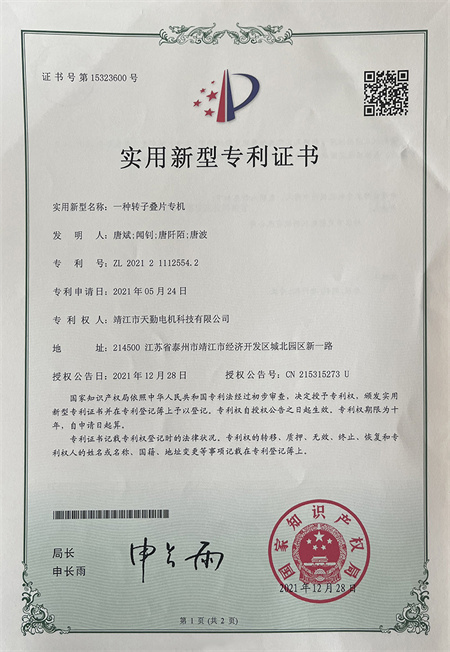 证书号第15323600号
实用新型专利证书
实用新型名称：一种转子叠片专机
发明人：唐斌;闻钊;唐阡陌;唐波
专利号：ZL 2021 2 1112554.2
专利申请日：2021年05月24日
专利权人：靖江市天勤电机科技有限公司
地址：214500 江苏省泰州市靖江市经济开发区城北园区新一路
授权公告日：2021年12月28日 授权公告号：CN 215315273 U
国家知识产权局依照中华人民共和国专利法经过初步审查，决定授予专利权，颁发实用
新型专利证书并在专利登记簿上予以登记。专利权自授权公告之日起生效。专利权期限为十
年，自申请日起算。
专利证书记载专利权登记时的法律状况。专利权的转移、质押、无效、终止、恢复和专利
权人的姓名或名称、国籍、地址变更等事项记载在专利登记簿上。
局长
申长雨
申长雨
国家知识产权局
2021年12月28日
第1页（共2页）